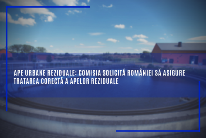 APE URBANE REZIDUALE: COMISIA SOLICITĂ ROMÂNIEI SĂ ASIGURE
TRATAREA CORECTĂ A APELOR REZIDUALE